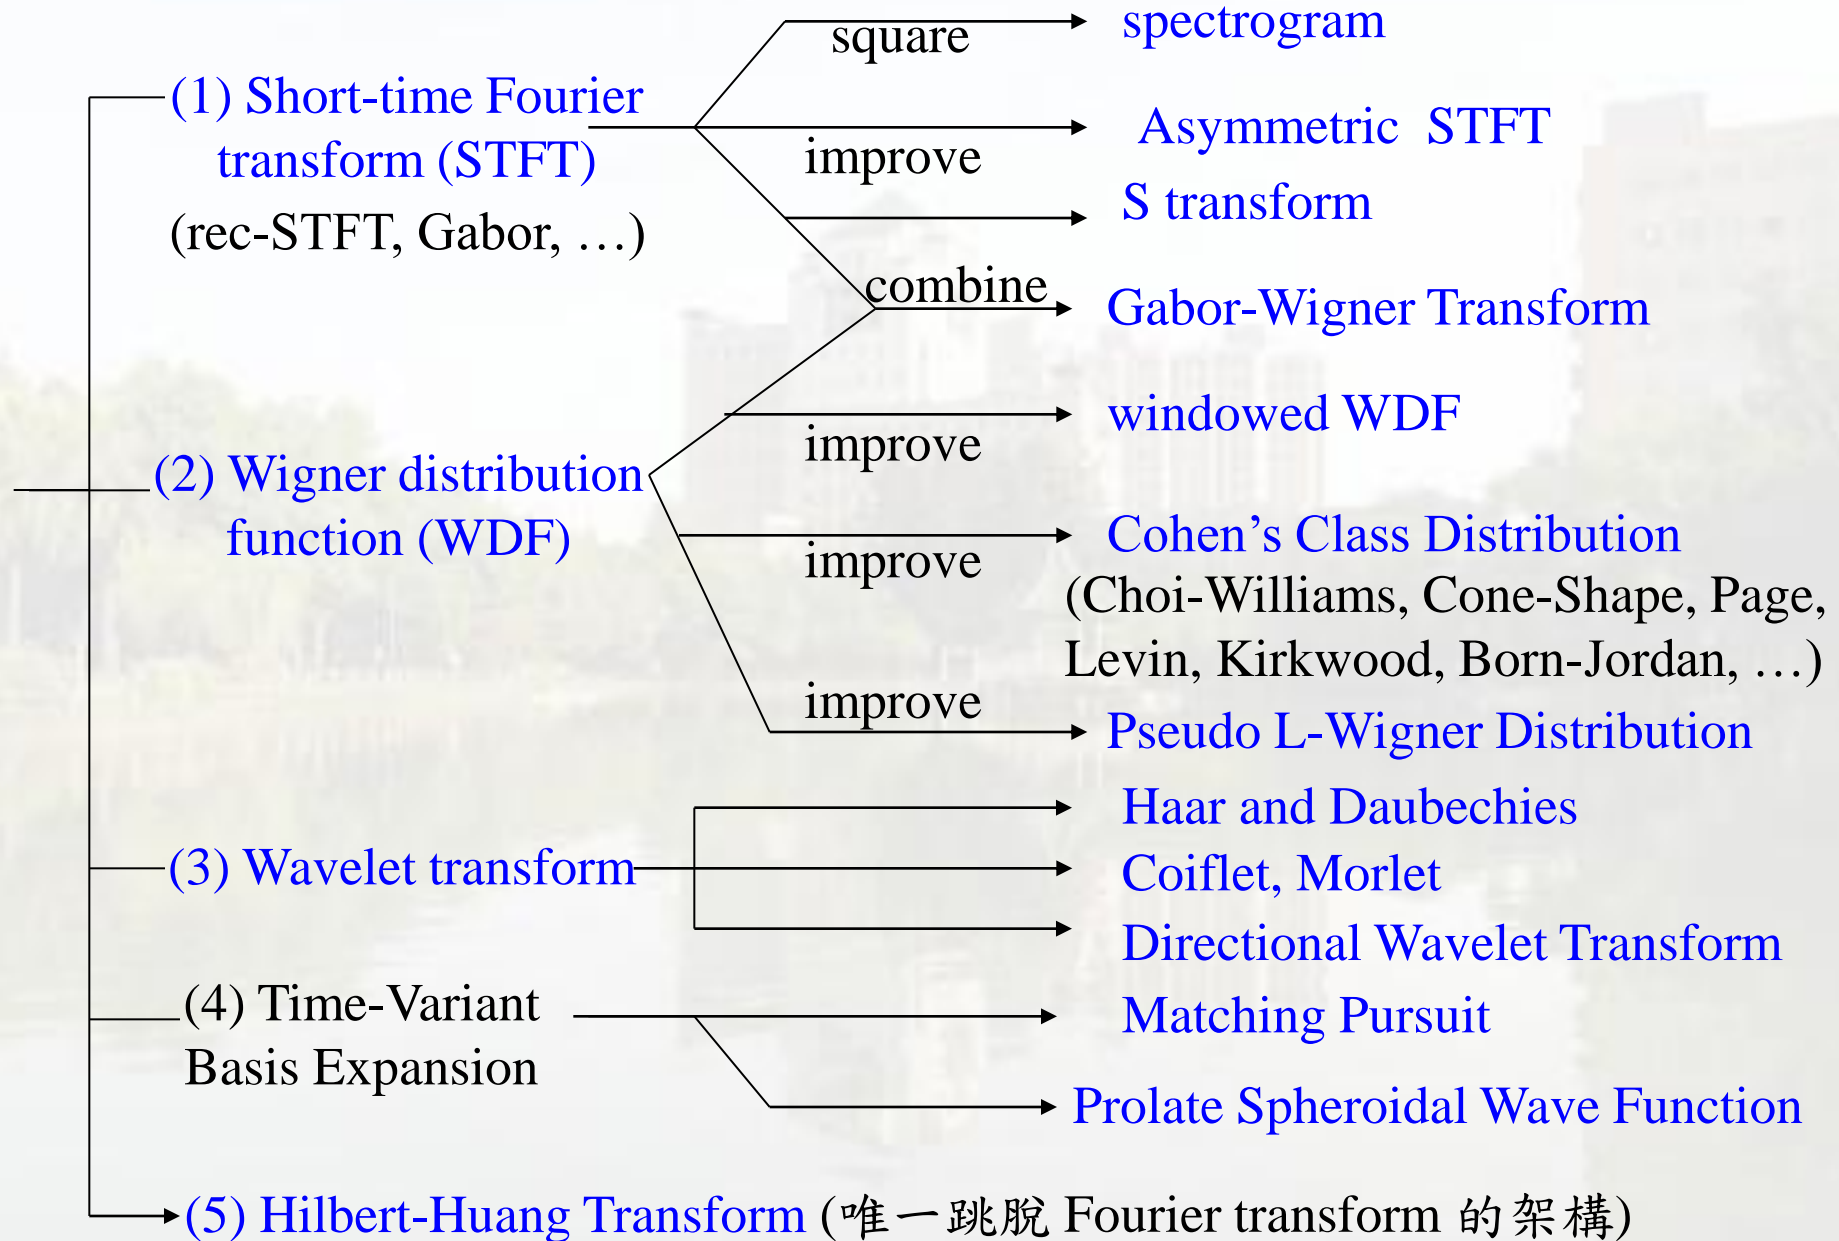 square
spectrogram
(1) Short-time Fourier
transform (STFT)
(rec-STFT, Gabor, …)
Asymmetric STFT
improve
S transform
combine
Gabor-Wigner Transform
windowed WDF
improve
(2) Wigner distribution
function (WDF)
Cohen’s Class Distribution
improve
(Choi-Williams, Cone-Shape, Page,
Levin, Kirkwood, Born-Jordan, …)
improve
Pseudo L-Wigner Distribution
Haar and Daubechies
(3) Wavelet transform
Coiflet, Morlet
Directional Wavelet Transform
(4) Time-Variant
Basis Expansion
Matching Pursuit
Prolate Spheroidal Wave Function
(5) Hilbert-Huang Transform (唯一跳脫 Fourier transform 的架構)